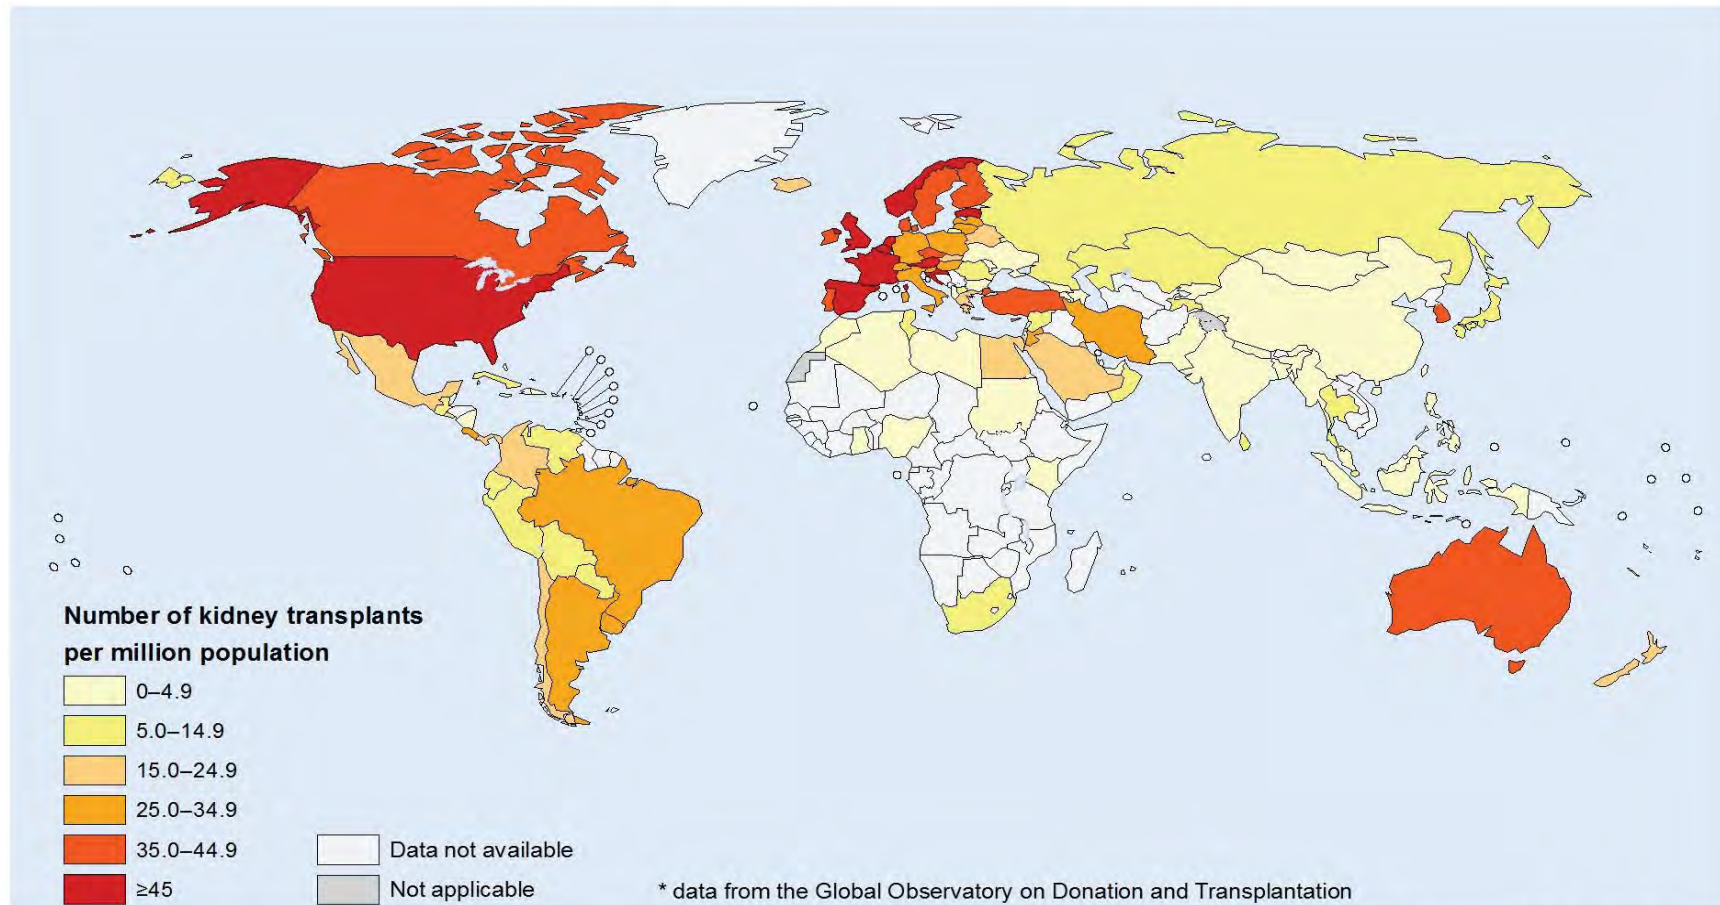 Number of kidney transplants
per million population
0–4.9
5.0–14.9
15.0–24.9
25.0–34.9
35.0–44.9
≥45
Data not available
Not applicable
* data from the Global Observatory on Donation and Transplantation